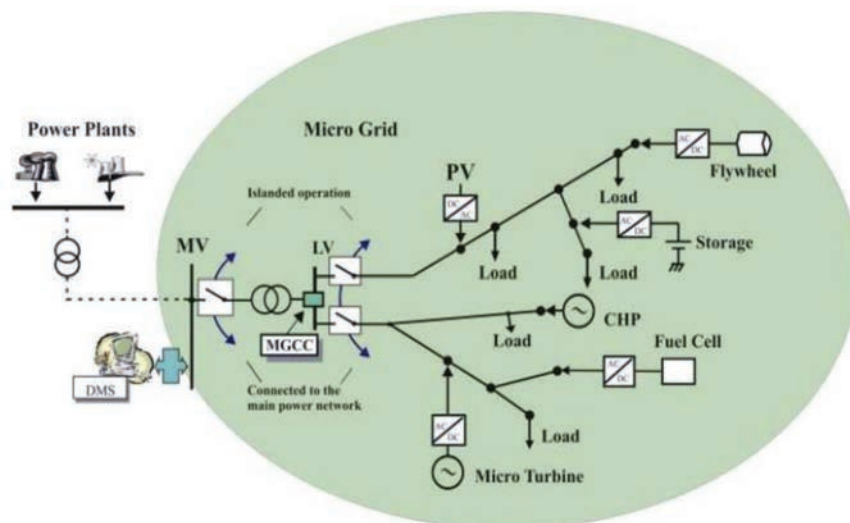 Power Plants
Micro Grid
AC
DC
Flywheel
PV
Load
Islanded operation
DC
AC
AC
DC
Storage
MV
LV
Load
Load
MGCC
CHP
Load
Fuel Cell
DMS
Connected to the
main power network
AC
DC
AC
DC
Load
Micro Turbine